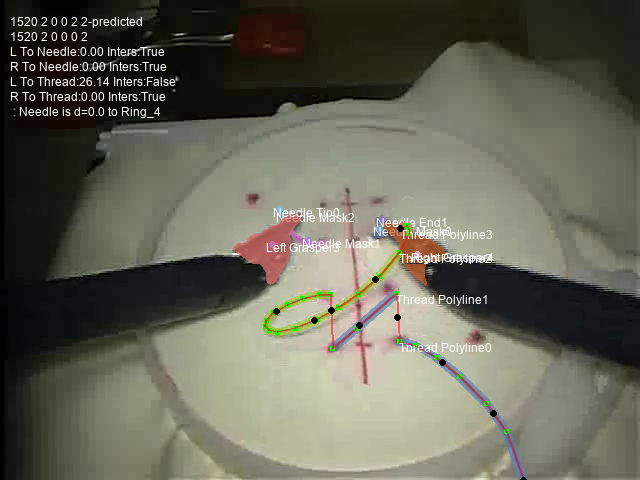 1520 2 0 0 2 2-predicted
1520 2 0 0 0 2
L To Needle:0.00 Inters:True
R To Needle:0.00 Inters:True
L To Thread:26.14 Inters:False
R To Thread:0.00 Inters:True
: Needle is d=0.0 to Ring_4
Needle Tip0
Needle Mask2
Needle End1
Thread Polyline3
Needle Mask1
Left Grasper3
Thread Polyline1
Thread Polyline0